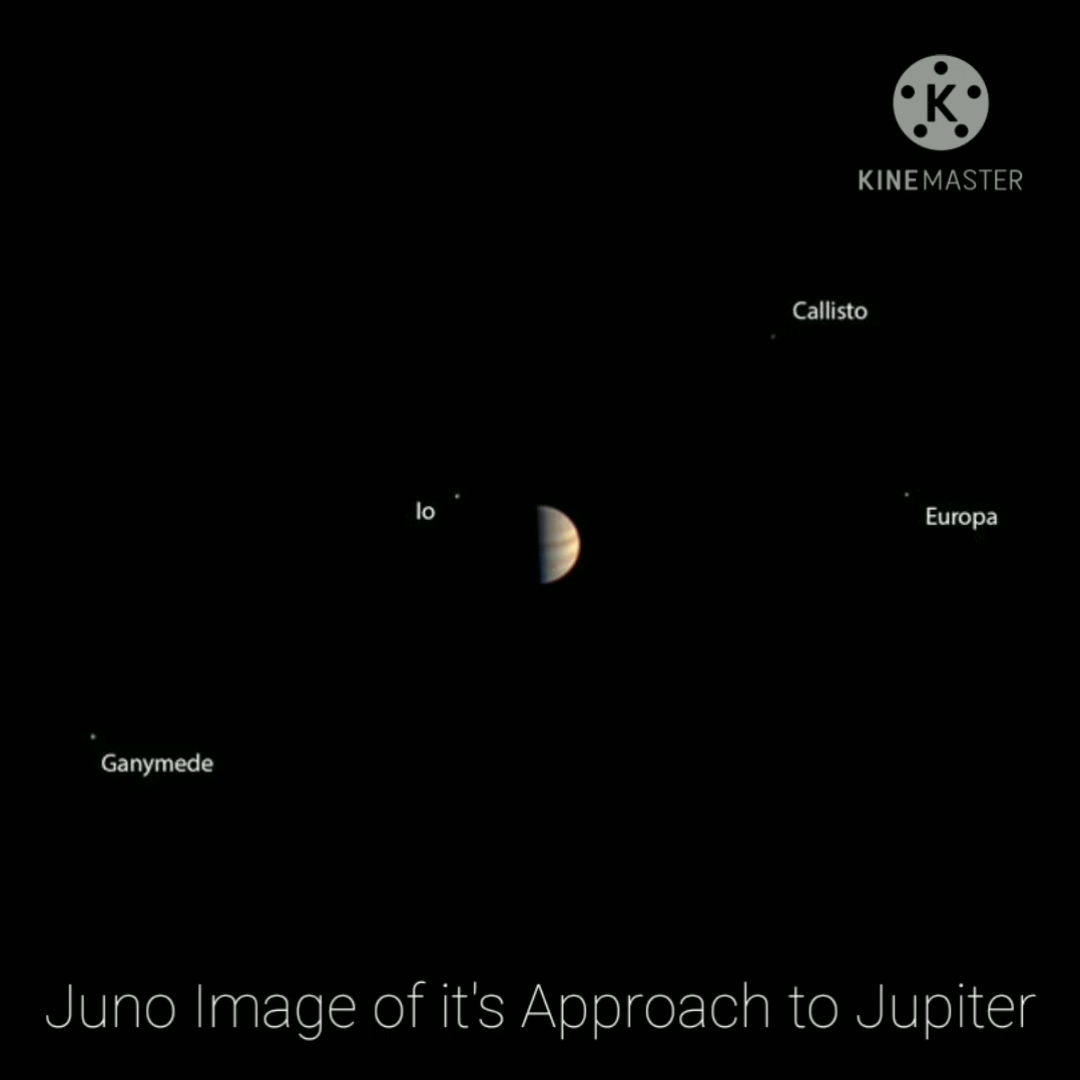 K
KINEMASTER
Callisto
Io
Europa
Ganymede
Juno Image of it's Approach to Jupiter